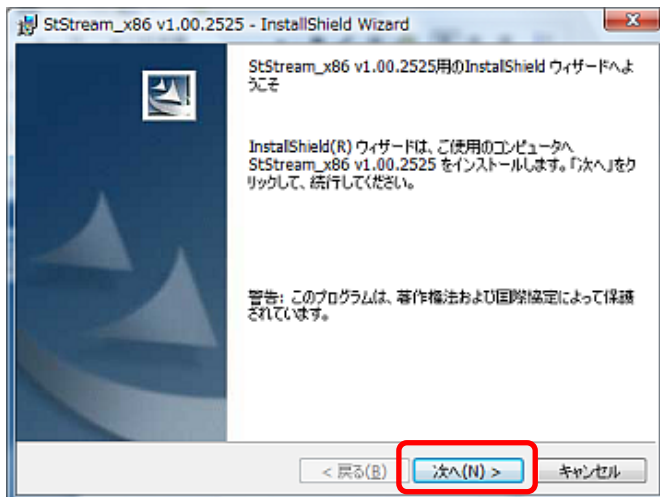 StStream_x86 v1.00.2525 - InstallShield Wizard
StStream_x86 v1.00.2525用のInstallShield ウィザードへよ
うこそ
InstallShield(R) ウィザードは、ご使用のコンピュータへ
StStream_x86 v1.00.2525 をインストールします。「次へ」をク
リックして、続行してください。
警告: このプログラムは、著作権法および国際協定によって保護
されています。
< 戻る(B) 次へ(N) > キャンセル